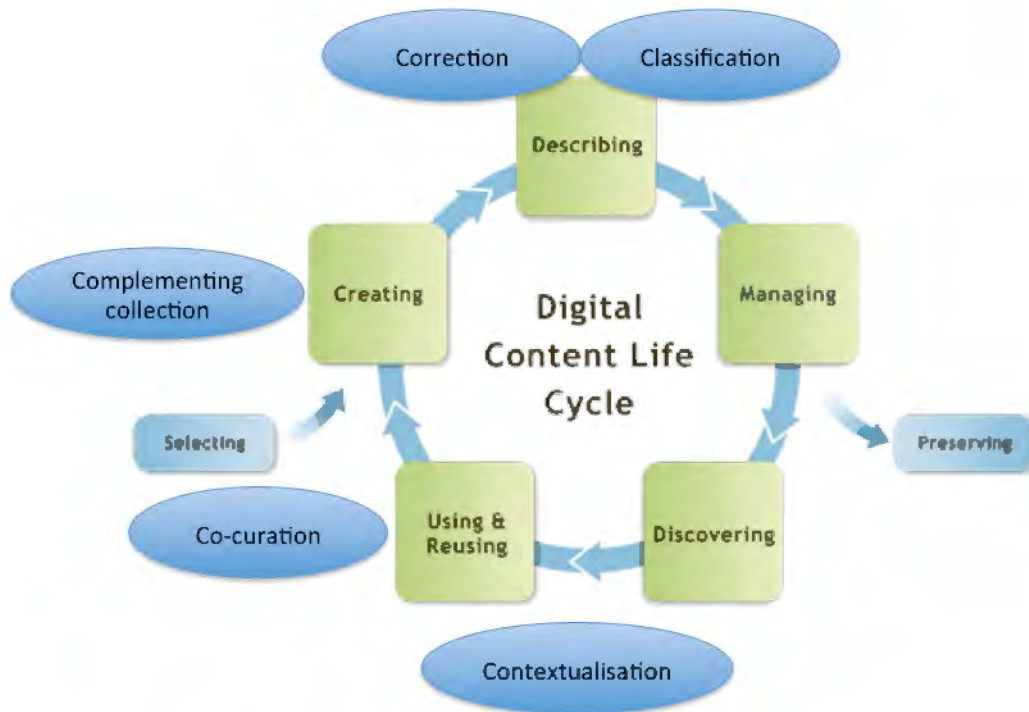 Correction
Classification
Describing
Complementing
collection
Creating
Managing
Digital
Content Life
Cycle
Selecting
Preserving
Co-curation
Using &
Reusing
Discovering
Contextualisation